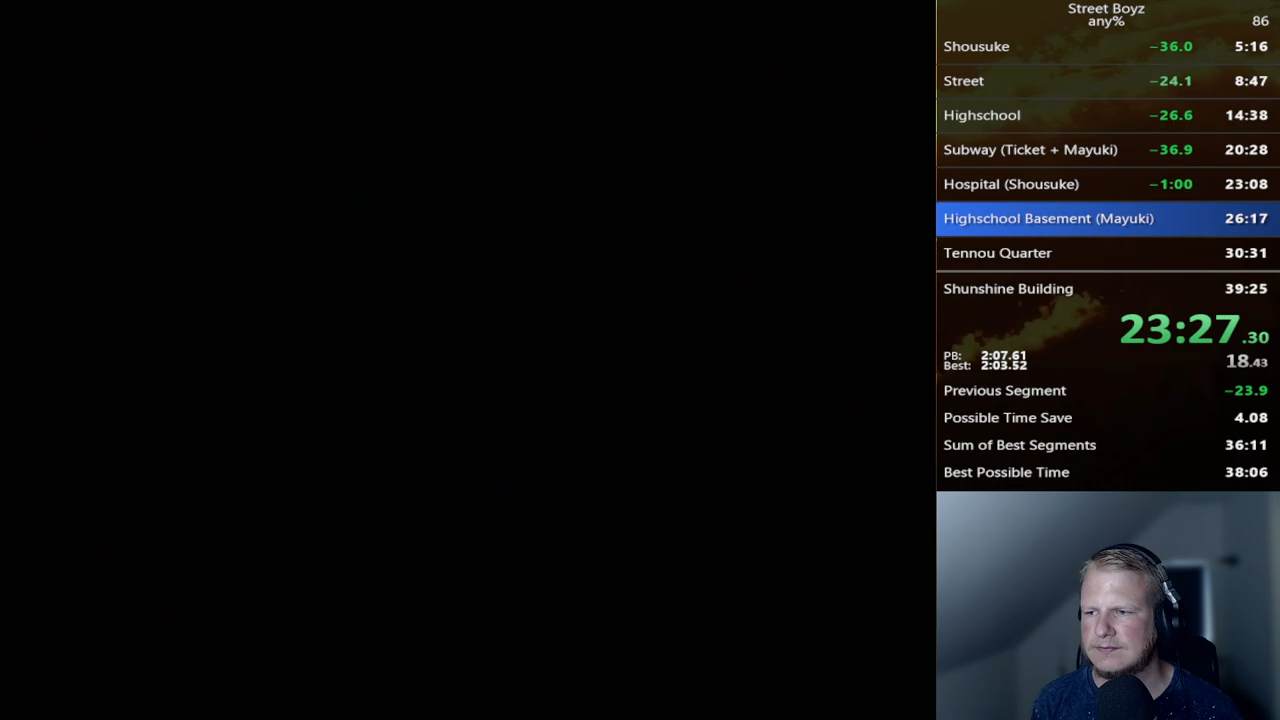 Street Boyz
any% 86
Shousuke −36.0 5:16
Street −24.1 8:47
Highschool −26.6 14:38
Subway (Ticket + Mayuki) −36.9 20:28
Hospital (Shousuke) −1:00 23:08
Highschool Basement (Mayuki) 26:17
Tennou Quarter 30:31
Shunshine Building 39:25
23:27.30
PB: 2:07.61 18.43
Best: 2:03.52
Previous Segment −23.9
Possible Time Save 4.08
Sum of Best Segments 36:11
Best Possible Time 38:06